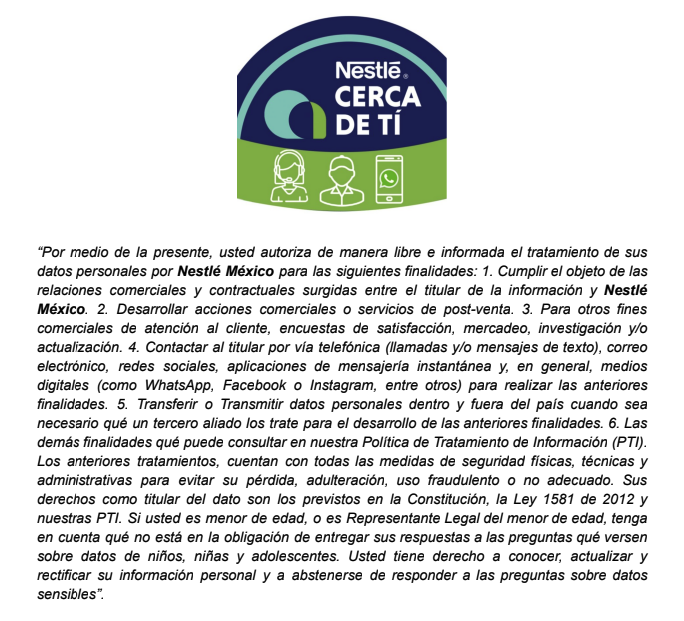 Nestlé®
CERCA
DE TÍ
“Por medio de la presente, usted autoriza de manera libre e informada el tratamiento de sus
datos personales por Nestlé México para las siguientes finalidades: 1. Cumplir el objeto de las
relaciones comerciales y contractuales surgidas entre el titular de la información y Nestlé
México. 2. Desarrollar acciones comerciales o servicios de post-venta. 3. Para otros fines
comerciales de atención al cliente, encuestas de satisfacción, mercadeo, investigación y/o
actualización. 4. Contactar al titular por vía telefónica (llamadas y/o mensajes de texto), correo
electrónico, redes sociales, aplicaciones de mensajería instantánea y, en general, medios
digitales (como WhatsApp, Facebook o Instagram, entre otros) para realizar las anteriores
finalidades. 5. Transferir o Transmitir datos personales dentro y fuera del país cuando sea
necesario qué un tercero aliado los trate para el desarrollo de las anteriores finalidades. 6. Las
demás finalidades qué puede consultar en nuestra Política de Tratamiento de Información (PTI).
Los anteriores tratamientos, cuentan con todas las medidas de seguridad físicas, técnicas y
administrativas para evitar su pérdida, adulteración, uso fraudulento o no adecuado. Sus
derechos como titular del dato son los previstos en la Constitución, la Ley 1581 de 2012 y
nuestras PTI. Si usted es menor de edad, o es Representante Legal del menor de edad, tenga
en cuenta qué no está en la obligación de entregar sus respuestas a las preguntas qué versen
sobre datos de niños, niñas y adolescentes. Usted tiene derecho a conocer, actualizar y
rectificar su información personal y a abstenerse de responder a las preguntas sobre datos
sensibles”.